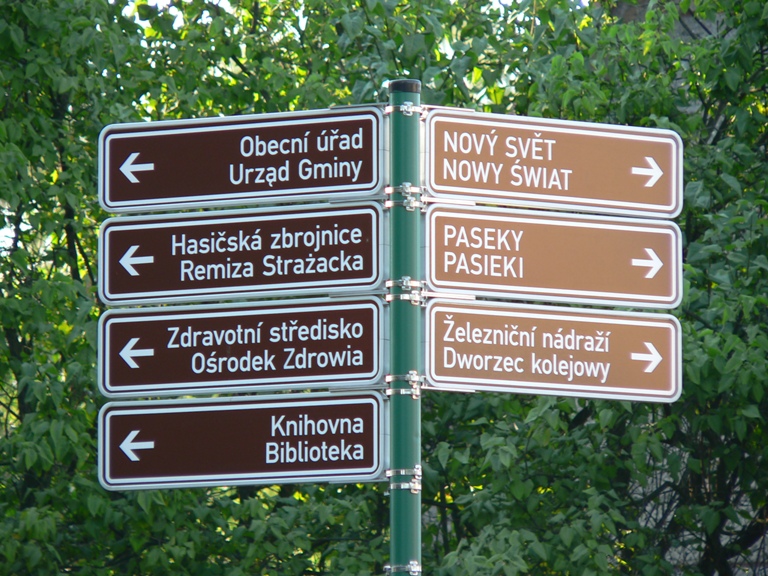 Obecní úřad
Urząd Gminy
Hasičská zbrojnice
Remiza Strażacka
Zdravotní středisko
Ośrodek Zdrowia
Knihovna
Biblioteka
NOVÝ SVĚT
NOWY ŚWIAT
PASEKY
PASIEKI
Železniční nádraží
Dworzec kolejowy